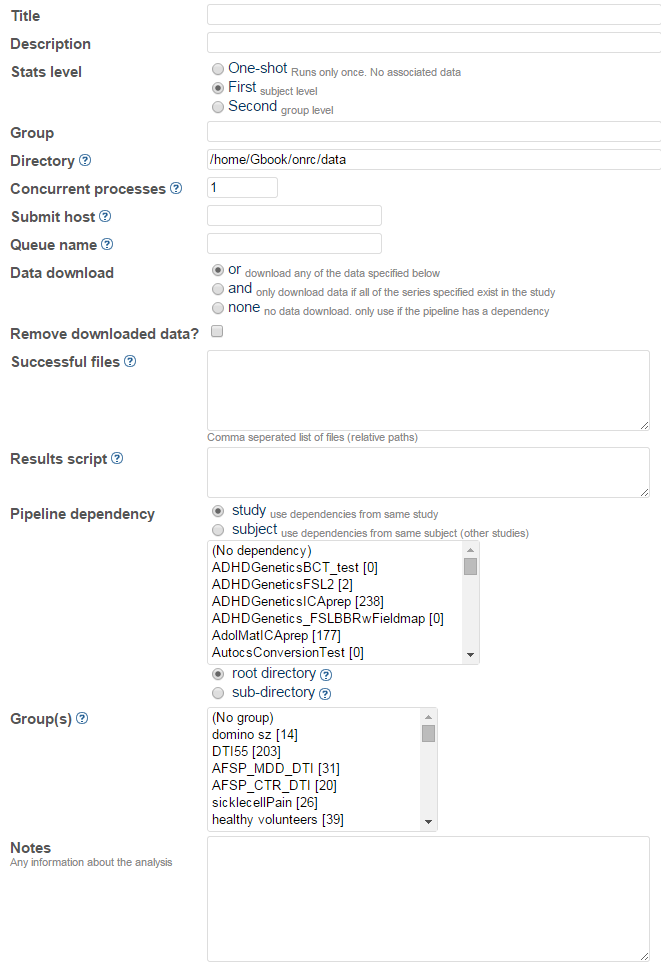 Title
Description
Stats level
One-shot Runs only once. No associated data
First subject level
Second group level
Group
Directory ?
/home/Gbook/onrc/data
Concurrent processes ?
1
Submit host ?
Queue name ?
Data download
or download any of the data specified below
and only download data if all of the series specified exist in the study
none no data download. only use if the pipeline has a dependency
Remove downloaded data?
Successful files ?
Comma seperated list of files (relative paths)
Results script ?
Pipeline dependency
study use dependencies from same study
subject use dependencies from same subject (other studies)
(No dependency)
ADHDGeneticsBCT_test [0]
ADHDGeneticsFSL2 [2]
ADHDGeneticsICAprep [238]
ADHDGenetics_FSLBBRwFieldmap [0]
AdolMatICAprep [177]
AutocsConversionTest [0]
root directory ?
sub-directory ?
Group(s) ?
(No group)
domino sz [14]
DTI55 [203]
AFSP_MDD_DTI [31]
AFSP_CTR_DTI [20]
sicklecellPain [26]
healthy volunteers [39]
Notes
Any information about the analysis